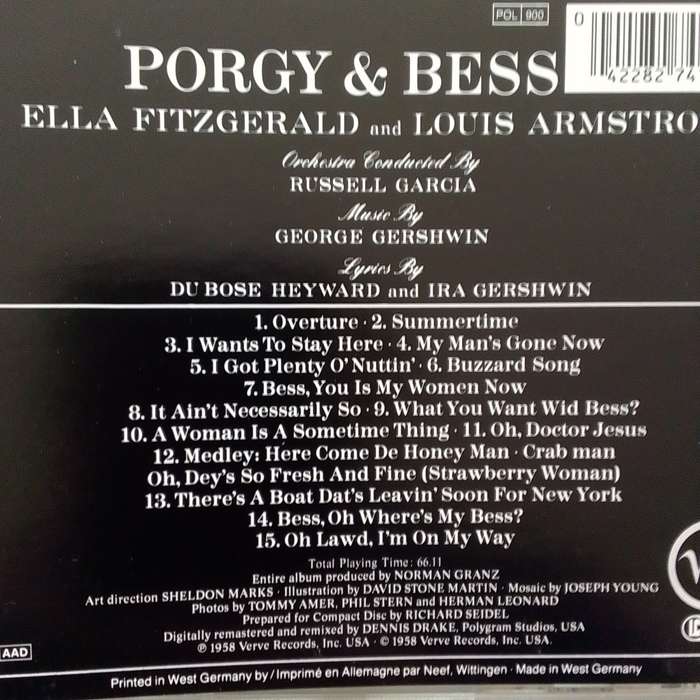 POL 900
0
42282 74
PORGY & BESS
ELLA FITZGERALD and LOUIS ARMSTRO
Orchestra Conducted By
RUSSELL GARCIA
Music By
GEORGE GERSHWIN
Lyrics By
DU BOSE HEYWARD and IRA GERSHWIN
1. Overture · 2. Summertime
3. I Wants To Stay Here · 4. My Man's Gone Now
5. I Got Plenty O'Nuttin' · 6. Buzzard Song
7. Bess, You Is My Women Now
8. It Ain't Necessarily So · 9. What You Want Wid Bess?
10. A Woman Is A Sometime Thing · 11. Oh, Doctor Jesus
12. Medley: Here Come De Honey Man · Crab man
Oh, Dey's So Fresh And Fine (Strawberry Woman)
13. There's A Boat Dat's Leavin' Soon For New York
14. Bess, Oh Where's My Bess?
15. Oh Lawd, I'm On My Way
Total Playing Time: 66.11
Entire album produced by NORMAN GRANZ
Art direction SHELDON MARKS · Illustration by DAVID STONE MARTIN · Mosaic by JOSEPH YOUNG
Photos by TOMMY AMER, PHIL STERN and HERMAN LEONARD
Prepared for Compact Disc by RICHARD SEIDEL
Digitally remastered and remixed by DENNIS DRAKE, Polygram Studios, USA
℗ 1958 Verve Records, Inc. USA · © 1958 Verve Records, Inc. USA.
AAD
Printed in West Germany by / Imprimé en Allemagne par Neef, Wittingen · Made in West Germany